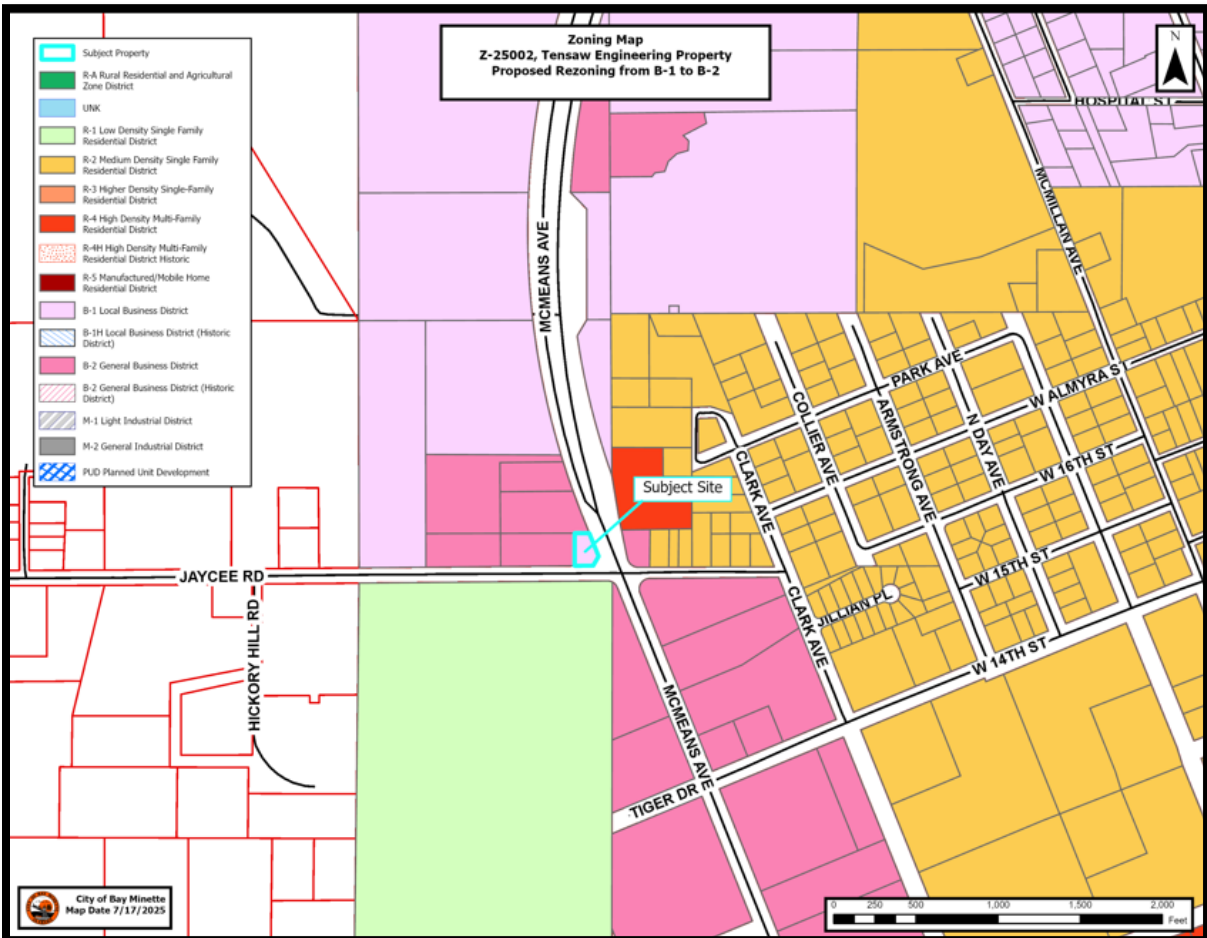 Zoning Map
Z-25002, Tensaw Engineering Property
Proposed Rezoning from B-1 to B-2
N
Subject Property
R-A Rural Residential and Agricultural
Zone District
UNK
R-1 Low Density Single Family
Residential District
R-2 Medium Density Single Family
Residential District
R-3 Higher Density Single-Family
Residential District
R-4 High Density Multi-Family
Residential District
R-4H High Density Multi-Family
Residential District Historic
R-5 Manufactured/Mobile Home
Residential District
B-1 Local Business District
B-1H Local Business District (Historic
District)
B-2 General Business District
B-2 General Business District (Historic
District)
M-1 Light Industrial District
M-2 General Industrial District
PUD Planned Unit Development
HOSPITAL ST
MCMILLAN AVE
MCMEANS AVE
PARK AVE
W ALMYRA ST
COLLIER AVE
ARMSTRONG AVE
N DAY AVE
W 16TH ST
CLARK AVE
Subject Site
W 15TH ST
JAYCEE RD
HICKORY HILL RD
CLARK AVE
JILLIAN PL
W 14TH ST
MCMEANS AVE
TIGER DR
City of Bay Minette
Map Date 7/17/2025
0 250 500 1,000 1,500 2,000
Feet